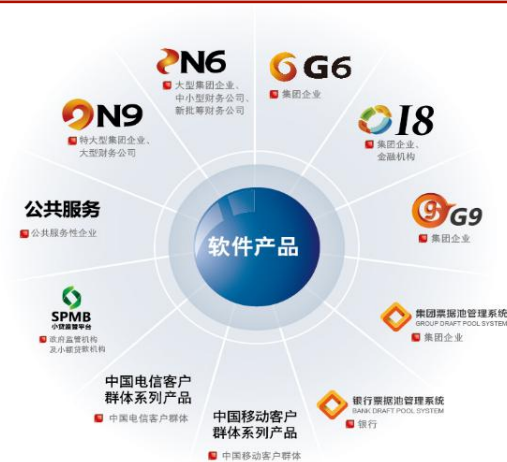 N6
大型集团企业、
中小型财务公司、
新批筹财务公司
G6
集团企业
N9
特大型集团企业、
大型财务公司
I8
集团企业、
金融机构
公共服务
公共服务性企业
软件产品
9
G9
集团企业
SPMB
小贷监管平台
政府监管机构
及小额贷款机构
集团票据池管理系统
GROUP DRAFT POOL SYSTEM
集团企业
中国电信客户
群体系列产品
中国电信客户群体
中国移动客户
群体系列产品
中国移动客户群体
银行票据池管理系统
BANK DRAFT POOL SYSTEM
银行